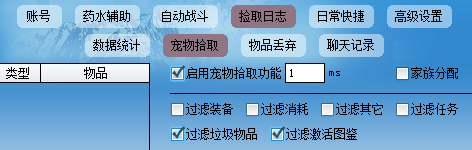 账号 药水辅助 自动战斗 捡取日志 日常快捷 高级设置
数据统计 宠物拾取 物品丢弃 聊天记录
类型 物品
启用宠物拾取功能 1 ms 家族分配
过滤装备 过滤消耗 过滤其它 过滤任务
过滤垃圾物品 过滤激活图鉴